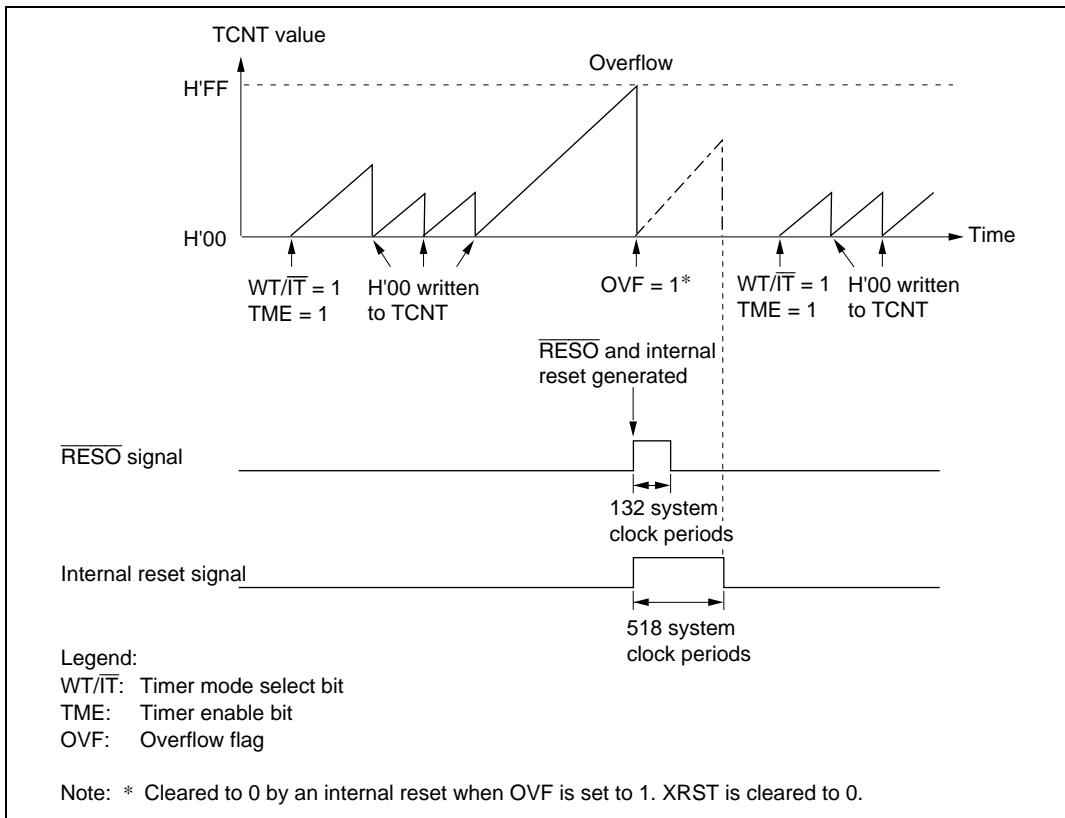 TCNT value
Overflow
H'FF
H'00
Time
WT/IT = 1
TME = 1
H'00 written
to TCNT
OVF = 1*
WT/IT = 1
TME = 1
H'00 written
to TCNT
RESO and internal
reset generated
RESO signal
132 system
clock periods
Internal reset signal
518 system
clock periods
Legend:
WT/IT: Timer mode select bit
TME: Timer enable bit
OVF: Overflow flag
Note: * Cleared to 0 by an internal reset when OVF is set to 1. XRST is cleared to 0.